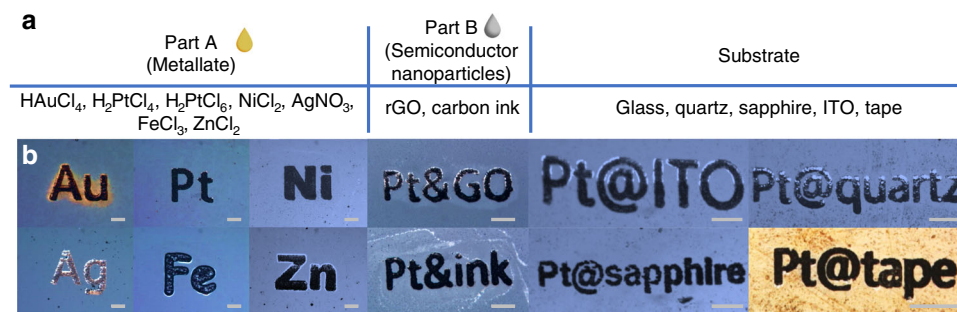 a
Part A
(Metallate)
Part B
(Semiconductor
nanoparticles)
Substrate
HAuCl₄, H₂PtCl₄, H₂PtCl₆, NiCl₂, AgNO₃,
FeCl₃, ZnCl₂
rGO, carbon ink
Glass, quartz, sapphire, ITO, tape
b
Au
Pt
Ni
Pt&GO
Pt@ITO
Pt@quartz
Ag
Fe
Zn
Pt&ink
Pt@sapphire
Pt@tape